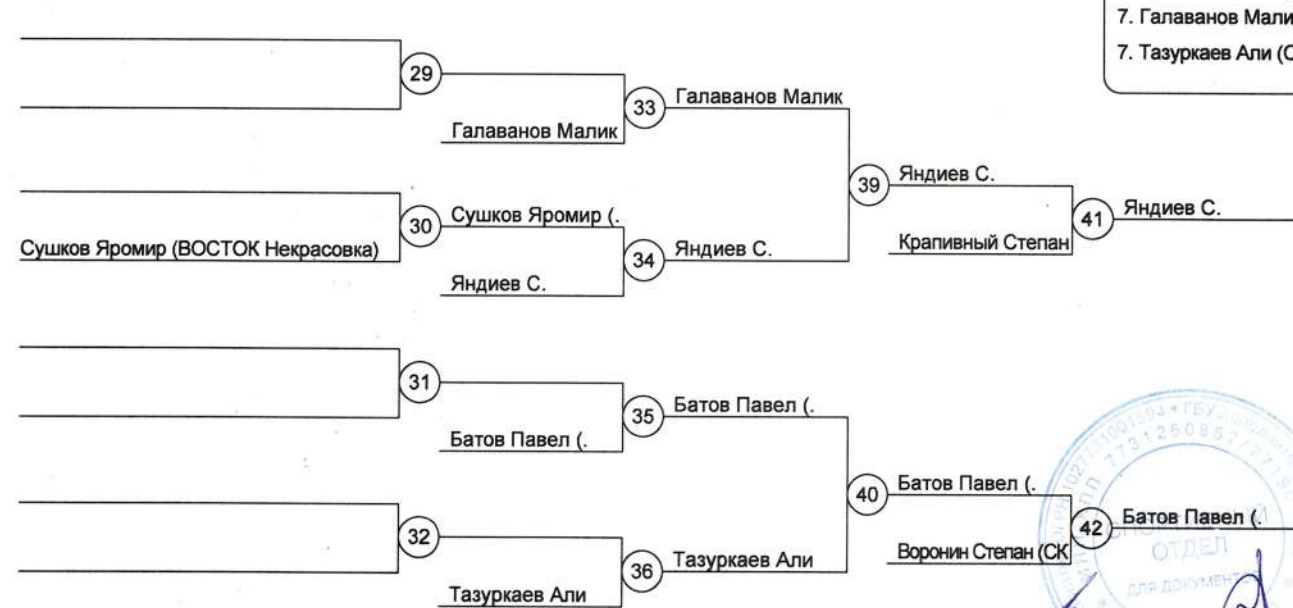 7. Галаванов Мали
7. Тазуркаев Али (С
29
33
Галаванов Малик
Галаванов Малик
39
Яндиев С.
41
Яндиев С.
Крапивный Степан
30
Сушков Яромир (.
Сушков Яромир (ВОСТОК Некрасовка)
34
Яндиев С.
Яндиев С.
31
35
Батов Павел (.
Батов Павел (.
40
Батов Павел (.
42
Батов Павел (.
Воронин Степан (СК
32
36
Тазуркаев Али
Тазуркаев Али
ОТДЕЛ